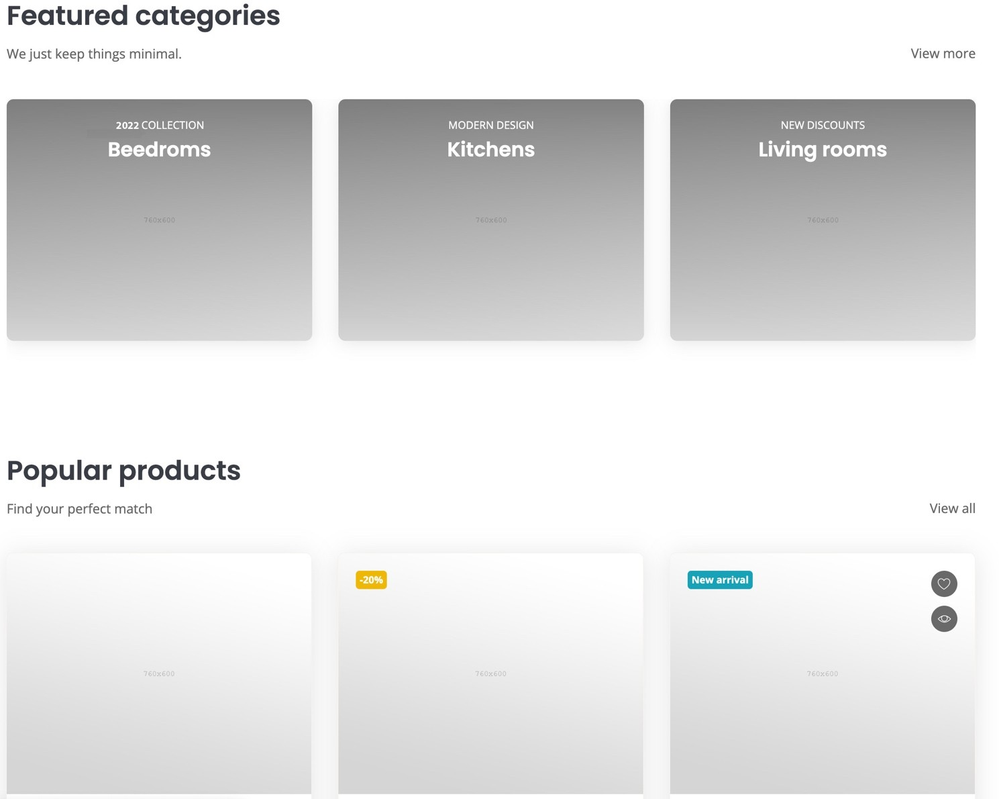 Featured categories
We just keep things minimal.
View more
2022 COLLECTION
Beedroms
760x600
MODERN DESIGN
Kitchens
760x600
NEW DISCOUNTS
Living rooms
760x600
Popular products
Find your perfect match
View all
760x600
-20%
760x600
New arrival
760x600